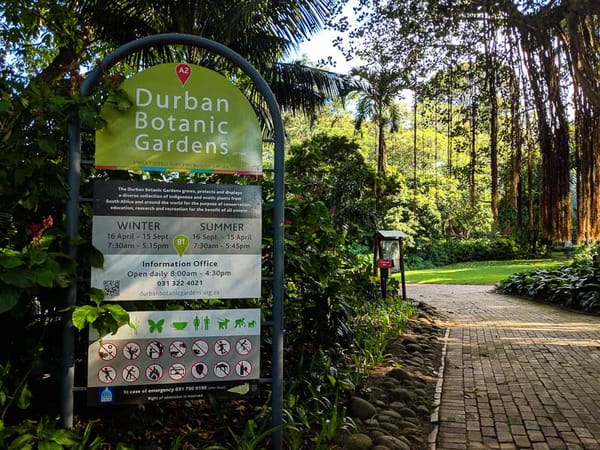 A2
Durban
Botanic
Gardens
The Durban Botanic Gardens grows, protects and displays
a diverse collection of indigenous and exotic plants from
South Africa and around the world for the purpose of conservation,
education, research and recreation for the benefit of all people.
WINTER
16 April - 15 Sept.
7:30am - 5:15pm
SUMMER
16 Sept. - 15 April
7:30am - 5:45pm
B1
Information Office
Open daily 8:00am - 4:30pm
031 322 4021
durbanbotanicgardens.org.za
In case of emergency: 031 700 5180
Right of admission is reserved